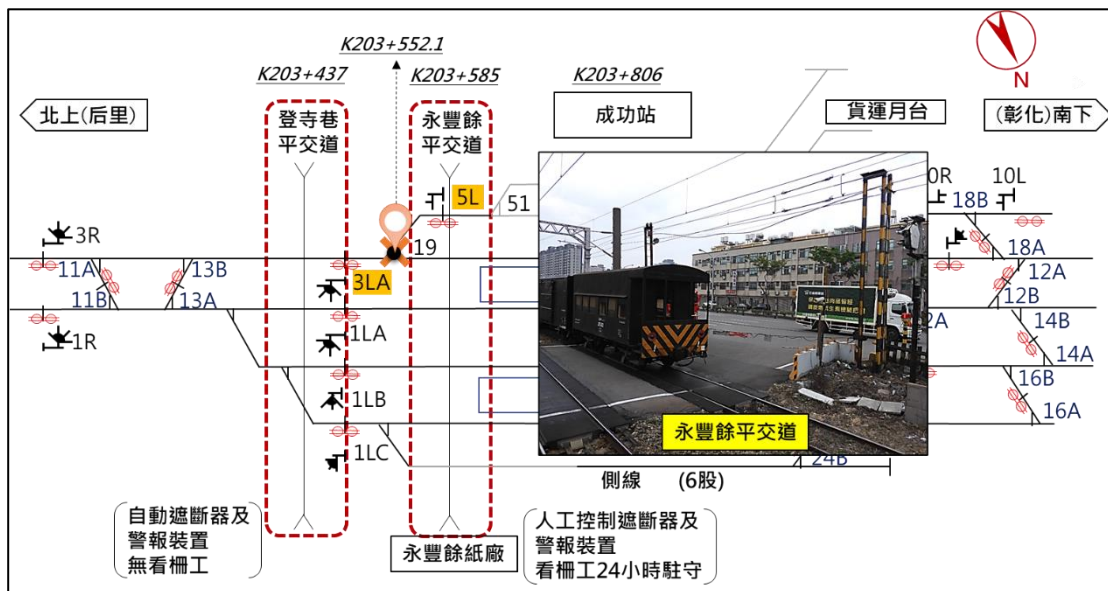 K203+552.1
K203+437
K203+585
K203+806
北上(后里)
登寺巷
平交道
永豐餘
平交道
成功站
貨運月台
(彰化)南下
N
5L
51
19
3R
11A
11B
13B
13A
1R
3LA
1LA
1LB
1LC
0R
10L
18B
18A
12A
12B
2A
14B
14A
16B
16A
24B
永豐餘平交道
側線 (6股)
自動遮斷器及
警報裝置
無看柵工
永豐餘紙廠
人工控制遮斷器及
警報裝置
看柵工24小時駐守